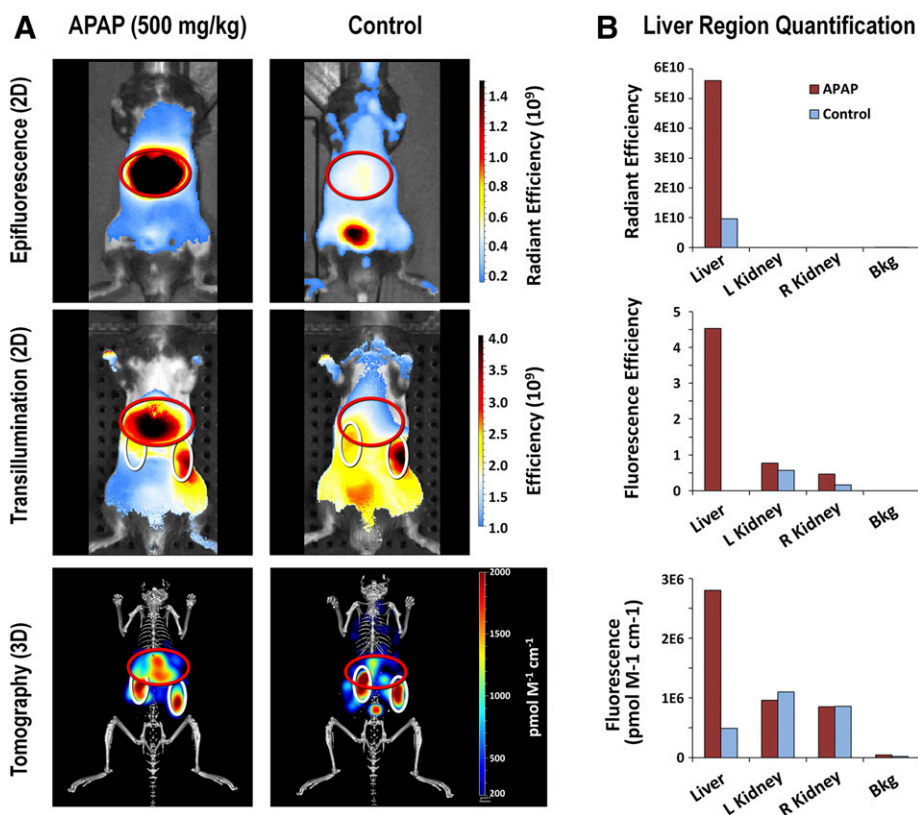 A
APAP (500 mg/kg)
Control
B
Liver Region Quantification
Epifluorescence (2D)
1.4
1.2
1.0
0.8
0.6
0.4
0.2
Radiant Efficiency (10⁹)
Radiant Efficiency
6E10
5E10
4E10
3E10
2E10
1E10
0
APAP
Control
Liver
L Kidney
R Kidney
Bkg
Transillumination (2D)
4.0
3.5
3.0
2.5
2.0
1.5
1.0
Efficiency (10⁹)
Fluorescence Efficiency
5
4
3
2
1
0
Liver
L Kidney
R Kidney
Bkg
Tomography (3D)
2000
1500
1000
500
200
pmol M⁻¹ cm⁻¹
Fluorescence
(pmol M-1 cm-1)
3E6
2E6
1E6
0
Liver
L Kidney
R Kidney
Bkg